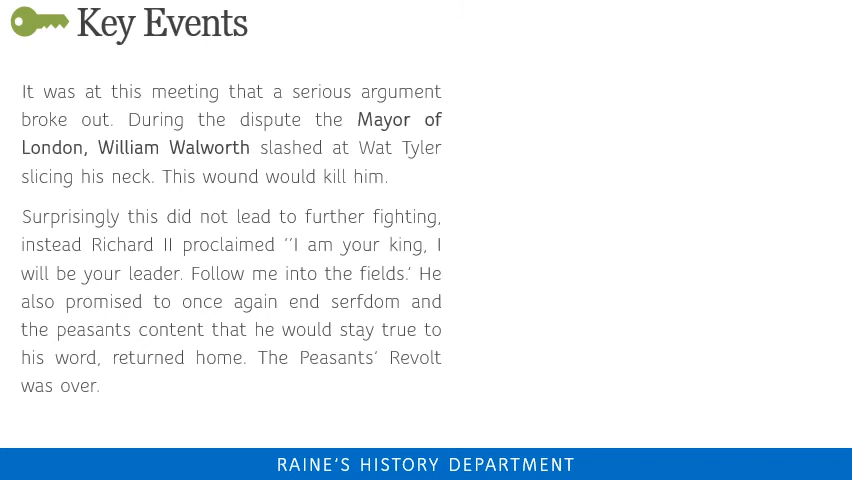 Key Events
It was at this meeting that a serious argument
broke out. During the dispute the Mayor of
London, William Walworth slashed at Wat Tyler
slicing his neck. This wound would kill him.
Surprisingly this did not lead to further fighting,
instead Richard II proclaimed ‘‘I am your king, I
will be your leader. Follow me into the fields.’ He
also promised to once again end serfdom and
the peasants content that he would stay true to
his word, returned home. The Peasants’ Revolt
was over.
RAINE’S HISTORY DEPARTMENT